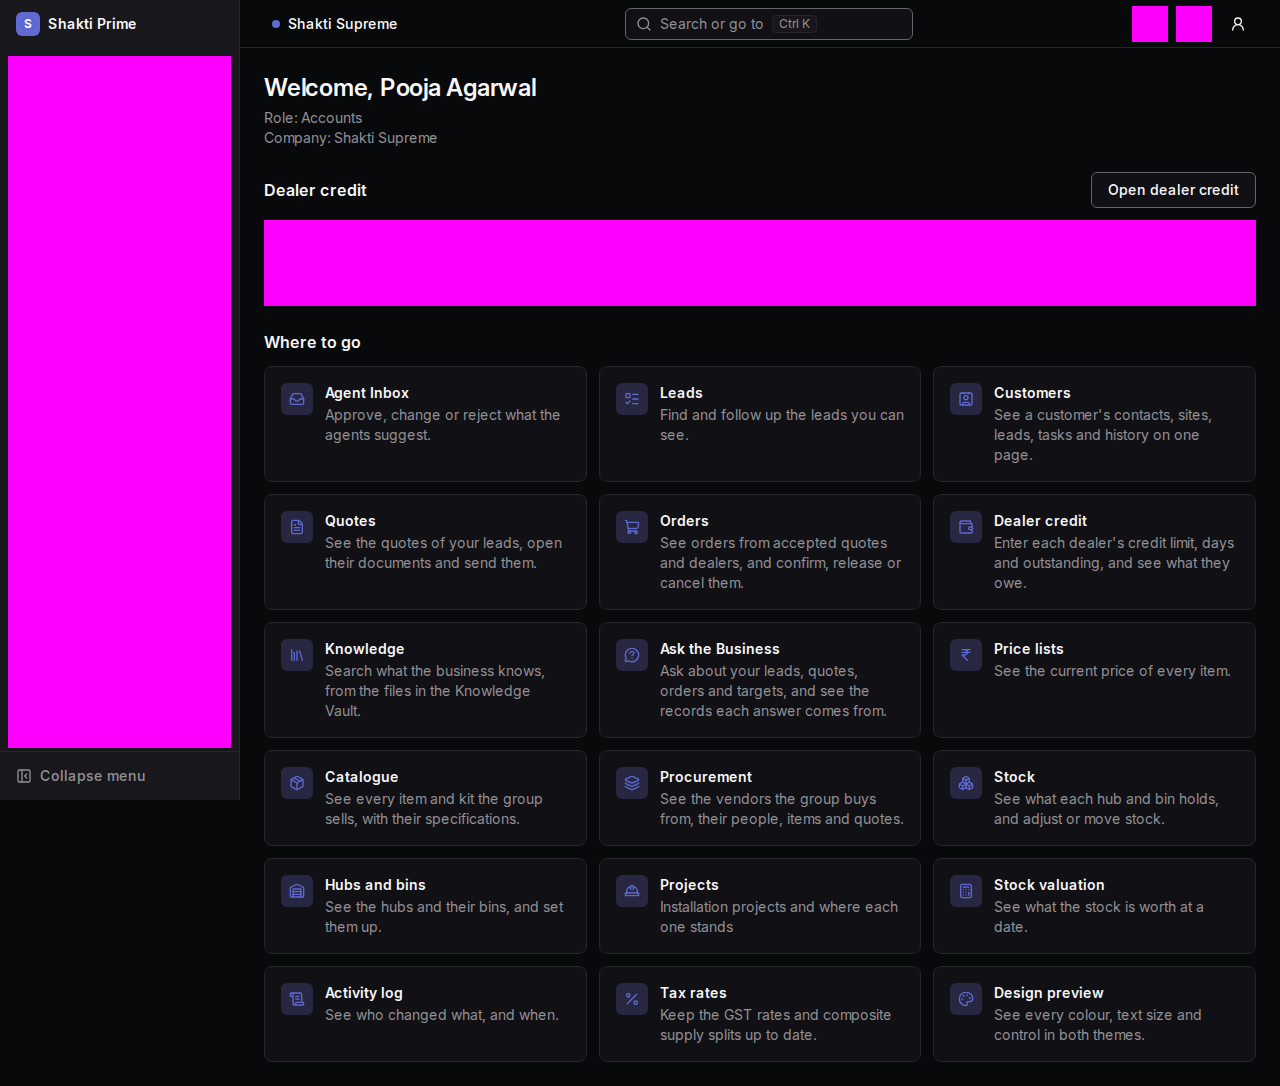 S Shakti Prime
Shakti Supreme
Search or go to Ctrl K
Welcome, Pooja Agarwal
Role: Accounts
Company: Shakti Supreme
Dealer credit
Open dealer credit
Where to go
Agent Inbox
Approve, change or reject what the
agents suggest.
Leads
Find and follow up the leads you can
see.
Customers
See a customer's contacts, sites,
leads, tasks and history on one
page.
Quotes
See the quotes of your leads, open
their documents and send them.
Orders
See orders from accepted quotes
and dealers, and confirm, release or
cancel them.
Dealer credit
Enter each dealer's credit limit, days
and outstanding, and see what they
owe.
Knowledge
Search what the business knows,
from the files in the Knowledge
Vault.
Ask the Business
Ask about your leads, quotes,
orders and targets, and see the
records each answer comes from.
Price lists
See the current price of every item.
Collapse menu
Catalogue
See every item and kit the group
sells, with their specifications.
Procurement
See the vendors the group buys
from, their people, items and quotes.
Stock
See what each hub and bin holds,
and adjust or move stock.
Hubs and bins
See the hubs and their bins, and set
them up.
Projects
Installation projects and where each
one stands
Stock valuation
See what the stock is worth at a
date.
Activity log
See who changed what, and when.
Tax rates
Keep the GST rates and composite
supply splits up to date.
Design preview
See every colour, text size and
control in both themes.